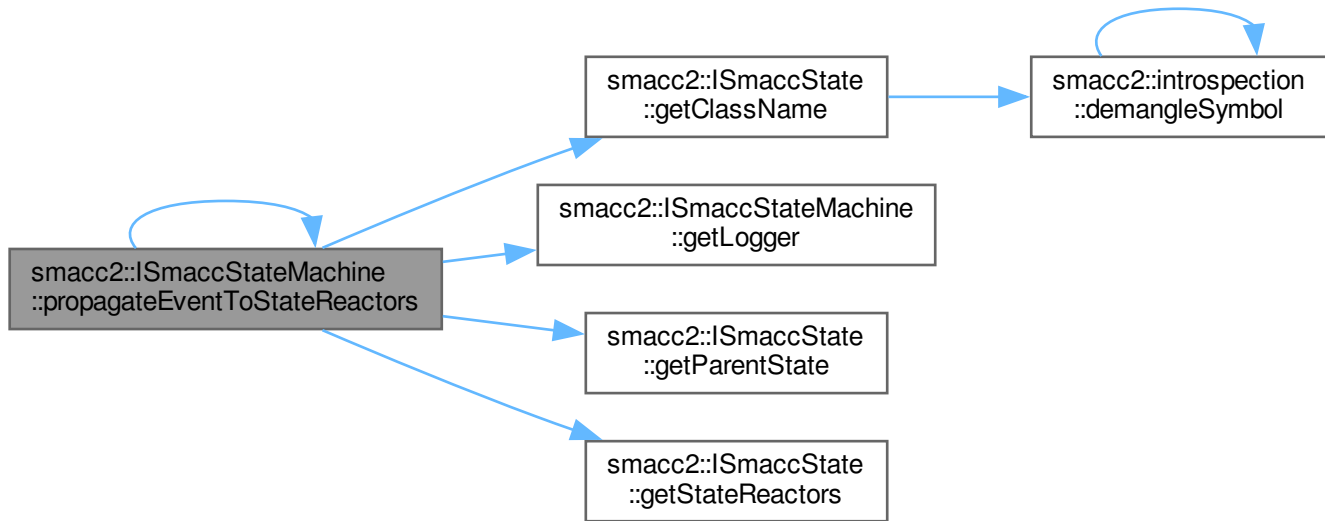 smacc2::ISmaccStateMachine
::propagateEventToStateReactors
smacc2::ISmaccState
::getClassName
smacc2::introspection
::demangleSymbol
smacc2::ISmaccStateMachine
::getLogger
smacc2::ISmaccState
::getParentState
smacc2::ISmaccState
::getStateReactors